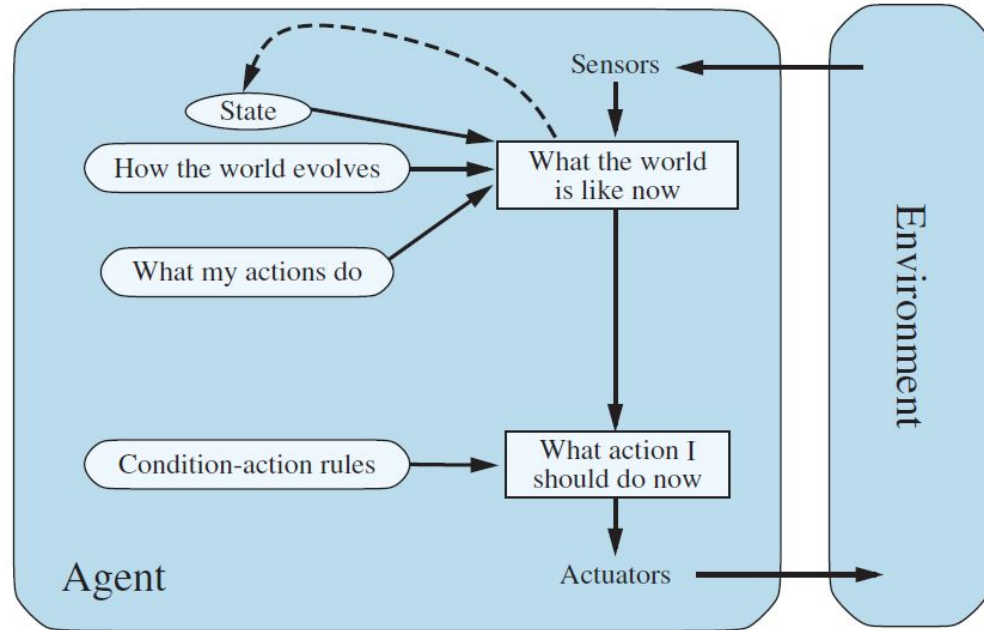 Sensors
State
How the world evolves
What the world
is like now
What my actions do
Condition-action rules
What action I
should do now
Agent
Actuators
Environment